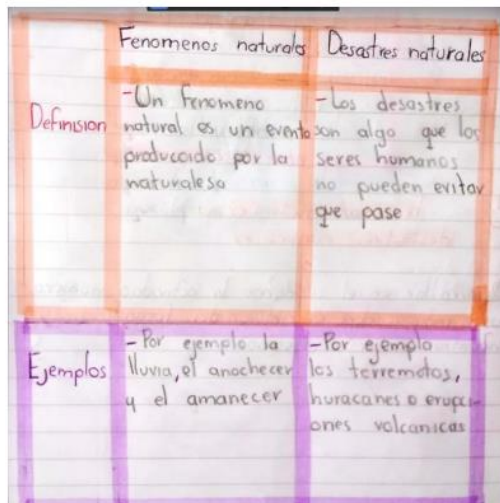 Fenomenos naturales
Desastres naturales
Definision
-Un fenomeno
natural es un evento
producoido por la
naturalesa
-Los desastres
son algo que los
seres humanos
no pueden evitar
que pase
Ejemplos
-Por ejemplo la
lluvia, el anochecer
y el amanecer
-Por ejemplo
los terremotos,
huracanes o erupci-
ones volcanicas